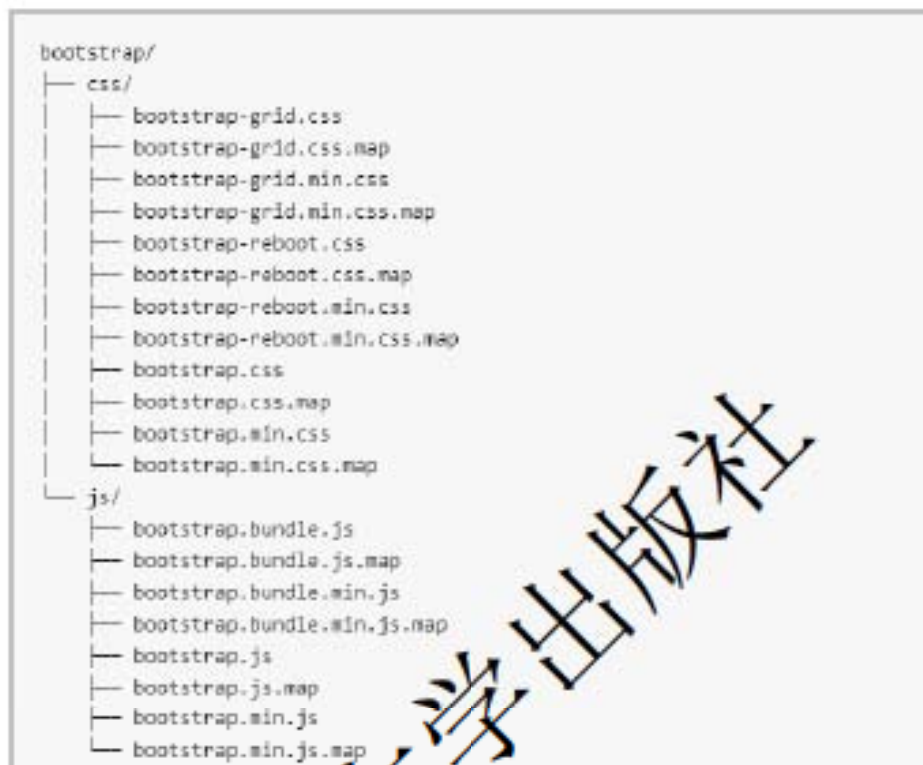 bootstrap/
├── css/
│   ├── bootstrap-grid.css
│   ├── bootstrap-grid.css.map
│   ├── bootstrap-grid.min.css
│   ├── bootstrap-grid.min.css.map
│   ├── bootstrap-reboot.css
│   ├── bootstrap-reboot.css.map
│   ├── bootstrap-reboot.min.css
│   ├── bootstrap-reboot.min.css.map
│   ├── bootstrap.css
│   ├── bootstrap.css.map
│   ├── bootstrap.min.css
│   └── bootstrap.min.css.map
└── js/
    ├── bootstrap.bundle.js
    ├── bootstrap.bundle.js.map
    ├── bootstrap.bundle.min.js
    ├── bootstrap.bundle.min.js.map
    ├── bootstrap.js
    ├── bootstrap.js.map
    ├── bootstrap.min.js
    └── bootstrap.min.js.map
学出版社